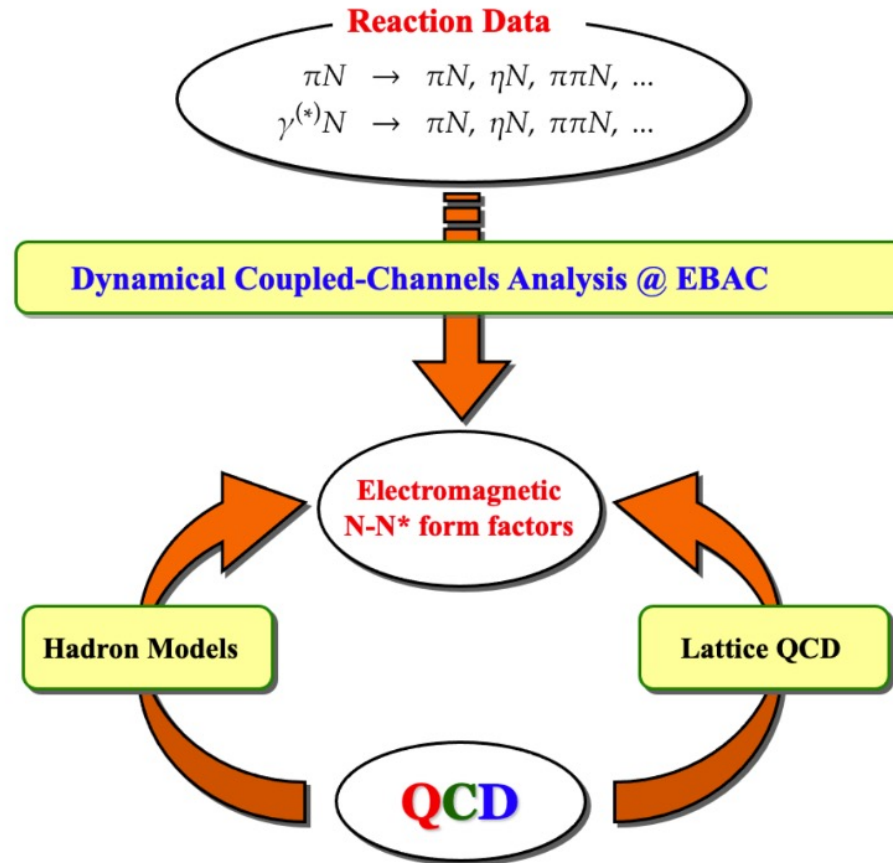 Reaction Data
πN → πN, ηN, ππN, ...
γ(*)N → πN, ηN, ππN, ...
Dynamical Coupled-Channels Analysis @ EBAC
Electromagnetic
N-N* form factors
Hadron Models
Lattice QCD
QCD